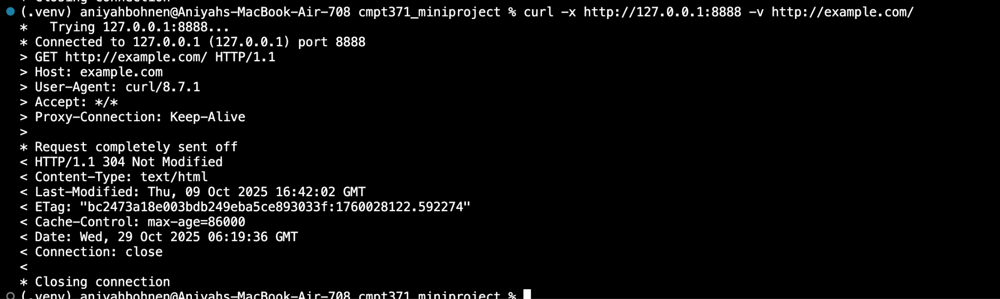 Closing connection
(.venv) aniyahbohnen@Aniyahs-MacBook-Air-708 cmpt371_miniproject % curl -x http://127.0.0.1:8888 -v http://example.com/
*   Trying 127.0.0.1:8888...
* Connected to 127.0.0.1 (127.0.0.1) port 8888
> GET http://example.com/ HTTP/1.1
> Host: example.com
> User-Agent: curl/8.7.1
> Accept: */*
> Proxy-Connection: Keep-Alive
>
* Request completely sent off
< HTTP/1.1 304 Not Modified
< Content-Type: text/html
< Last-Modified: Thu, 09 Oct 2025 16:42:02 GMT
< ETag: "bc2473a18e003bdb249eba5ce893033f:1760028122.592274"
< Cache-Control: max-age=86000
< Date: Wed, 29 Oct 2025 06:19:36 GMT
< Connection: close
<
* Closing connection
(.venv) aniyahbohnen@Aniyahs-MacBook-Air-708 cmpt371_miniproject %